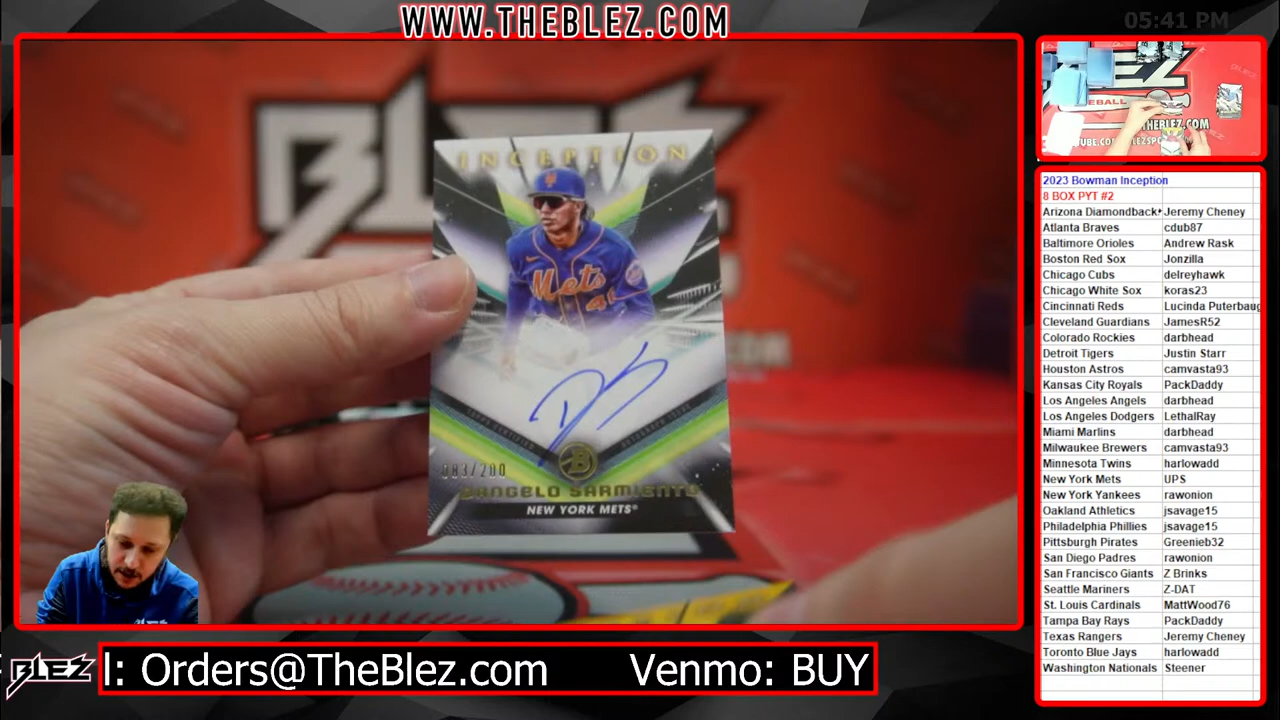 WWW.THEBLEZ.COM
05:41 PM
BLEZ
INCEPTION
Mets
083/200
DANGELO SARMIENTO
NEW YORK METS®
BASEBALL
THEBLEZ.COM
2023 Bowman Inception
8 BOX PYT #2
Arizona Diamondback Jeremy Cheney
Atlanta Braves cdub87
Baltimore Orioles Andrew Rask
Boston Red Sox Jonzilla
Chicago Cubs delreyhawk
Chicago White Sox koras23
Cincinnati Reds Lucinda Puterbaug
Cleveland Guardians JamesR52
Colorado Rockies darbhead
Detroit Tigers Justin Starr
Houston Astros camvasta93
Kansas City Royals PackDaddy
Los Angeles Angels darbhead
Los Angeles Dodgers LethalRay
Miami Marlins darbhead
Milwaukee Brewers camvasta93
Minnesota Twins harlowadd
New York Mets UPS
New York Yankees rawonion
Oakland Athletics jsavage15
Philadelphia Phillies jsavage15
Pittsburgh Pirates Greenieb32
San Diego Padres rawonion
San Francisco Giants Z Brinks
Seattle Mariners Z-DAT
St. Louis Cardinals MattWood76
Tampa Bay Rays PackDaddy
Texas Rangers Jeremy Cheney
Toronto Blue Jays harlowadd
Washington Nationals Steener
BLEZ
l: Orders@TheBlez.com Venmo: BUY